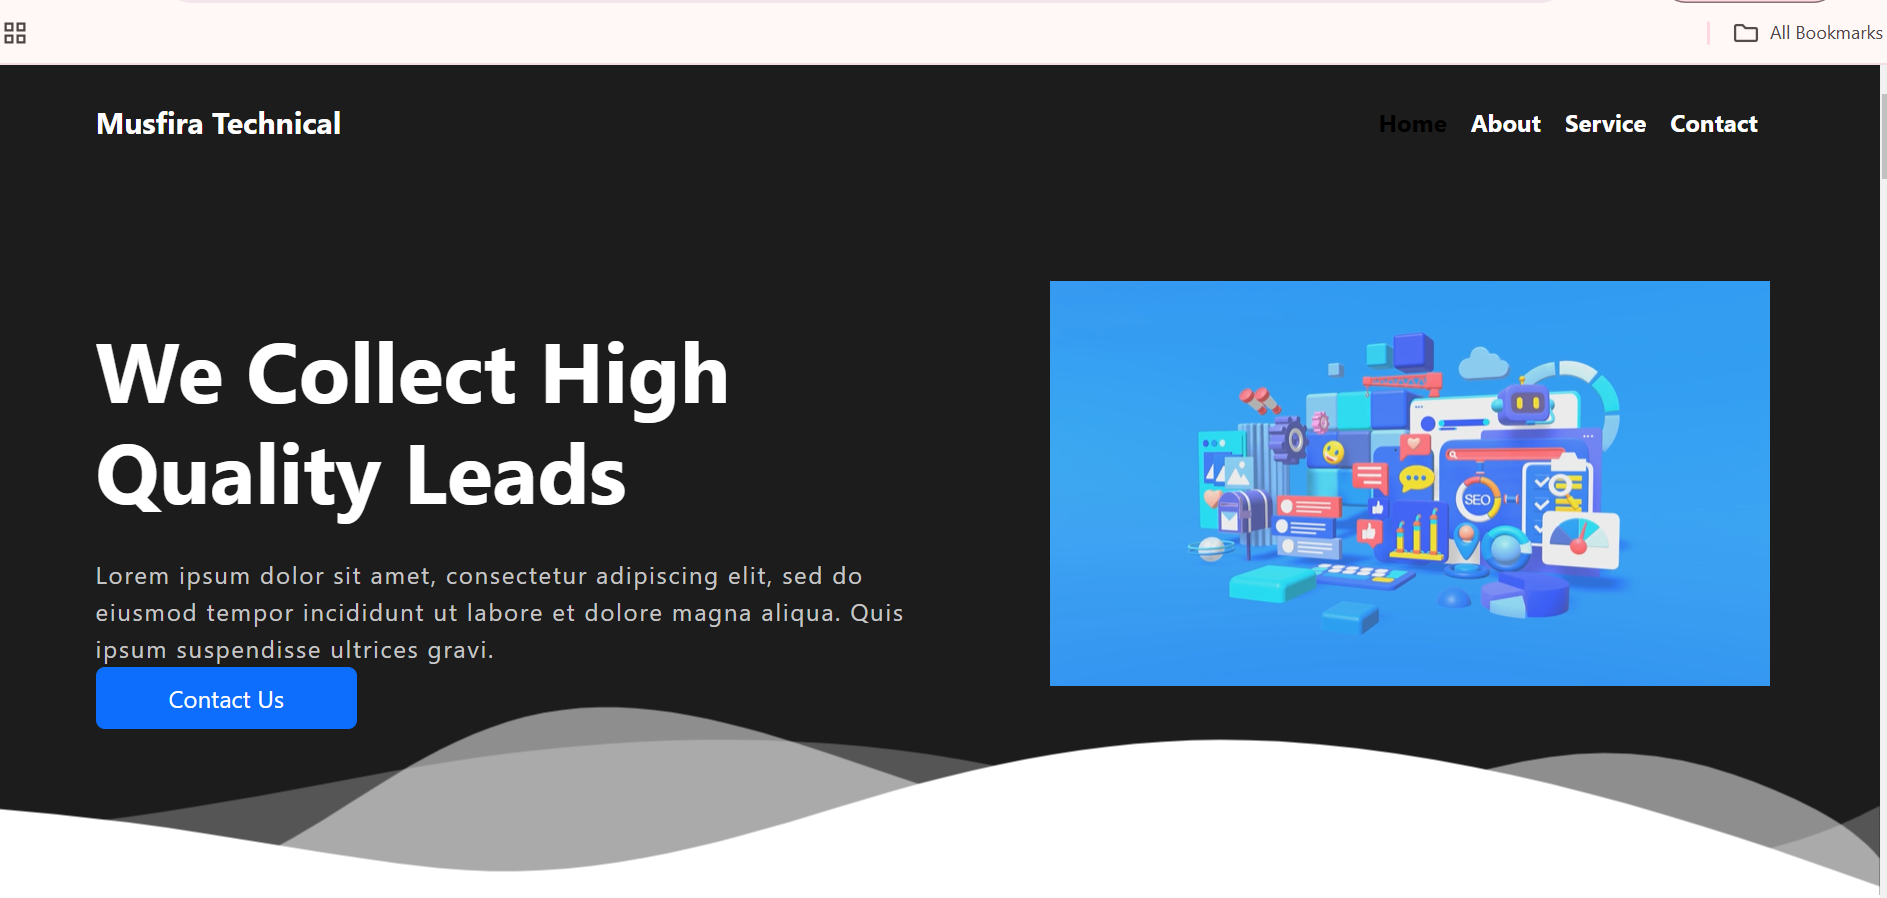 All Bookmarks
Musfira Technical
Home About Service Contact
We Collect High
Quality Leads
SEO
Lorem ipsum dolor sit amet, consectetur adipiscing elit, sed do
eiusmod tempor incididunt ut labore et dolore magna aliqua. Quis
ipsum suspendisse ultrices gravi.
Contact Us